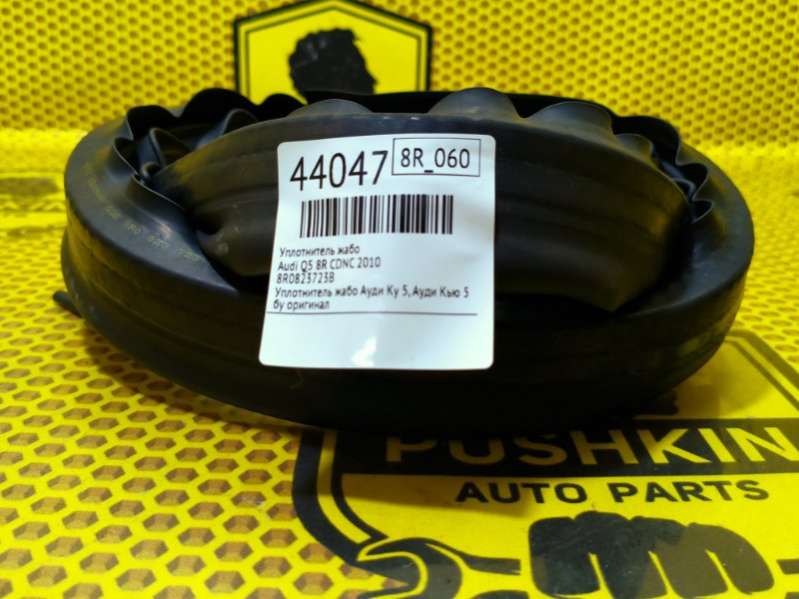 44047
8R_060
Уплотнитель жабо
Audi Q5 8R CDNC 2010
8R0823723B
Уплотнитель жабо Ауди Ку 5, Ауди Кью 5
бу оригинал
PUSHKIN
AUTO PARTS